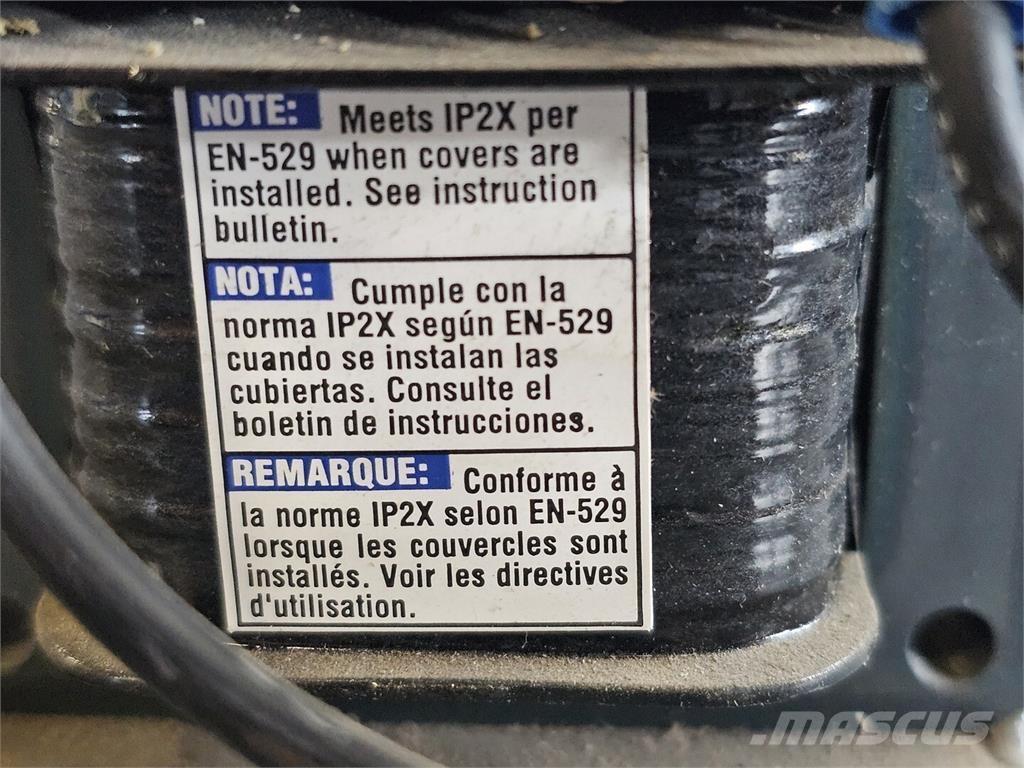 NOTE: Meets IP2X per
EN-529 when covers are
installed. See instruction
bulletin.
NOTA: Cumple con la
norma IP2X según EN-529
cuando se instalan las
cubiertas. Consulte el
boletin de instrucciones.
REMARQUE: Conforme à
la norme IP2X selon EN-529
lorsque les couvercles sont
installés. Voir les directives
d'utilisation.
MASCUS